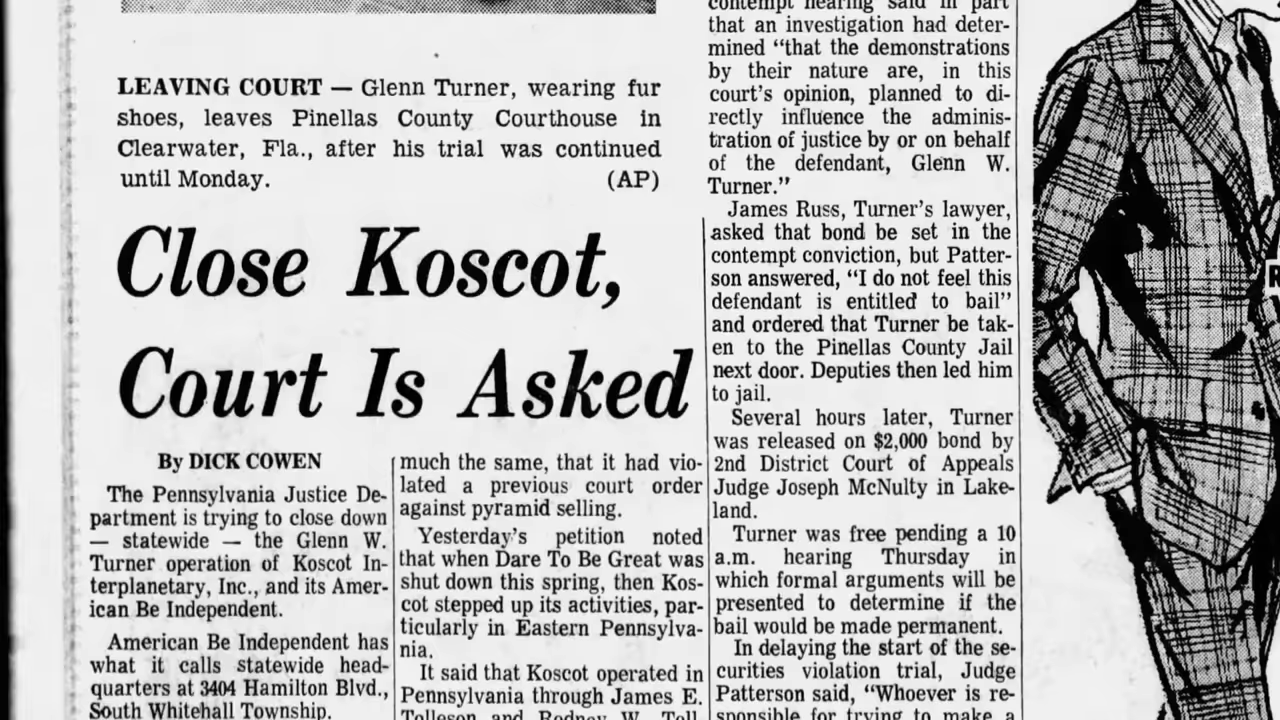 LEAVING COURT — Glenn Turner, wearing fur
shoes, leaves Pinellas County Courthouse in
Clearwater, Fla., after his trial was continued
until Monday. (AP)
Close Koscot,
Court Is Asked
By DICK COWEN
The Pennsylvania Justice De-
partment is trying to close down
— statewide — the Glenn W.
Turner operation of Koscot In-
terplanetary, Inc., and its Amer-
ican Be Independent.
American Be Independent has
what it calls statewide head-
quarters at 3404 Hamilton Blvd.,
South Whitehall Township.
much the same, that it had vio-
lated a previous court order
against pyramid selling.
Yesterday's petition noted
that when Dare To Be Great was
shut down this spring, then Kos-
cot stepped up its activities, par-
ticularly in Eastern Pennsylva-
nia.
It said that Koscot operated in
Pennsylvania through James E.
Tolleson and Rodney W. Toll
contempt hearing said in part
that an investigation had deter-
mined “that the demonstrations
by their nature are, in this
court's opinion, planned to di-
rectly influence the adminis-
tration of justice by or on behalf
of the defendant, Glenn W.
Turner.”
James Russ, Turner's lawyer,
asked that bond be set in the
contempt conviction, but Patter-
son answered, “I do not feel this
defendant is entitled to bail”
and ordered that Turner be tak-
en to the Pinellas County Jail
next door. Deputies then led him
to jail.
Several hours later, Turner
was released on $2,000 bond by
2nd District Court of Appeals
Judge Joseph McNulty in Lake-
land.
Turner was free pending a 10
a.m. hearing Thursday in
which formal arguments will be
presented to determine if the
bail would be made permanent.
In delaying the start of the se-
curities violation trial, Judge
Patterson said, “Whoever is re-
sponsible for trying to make a